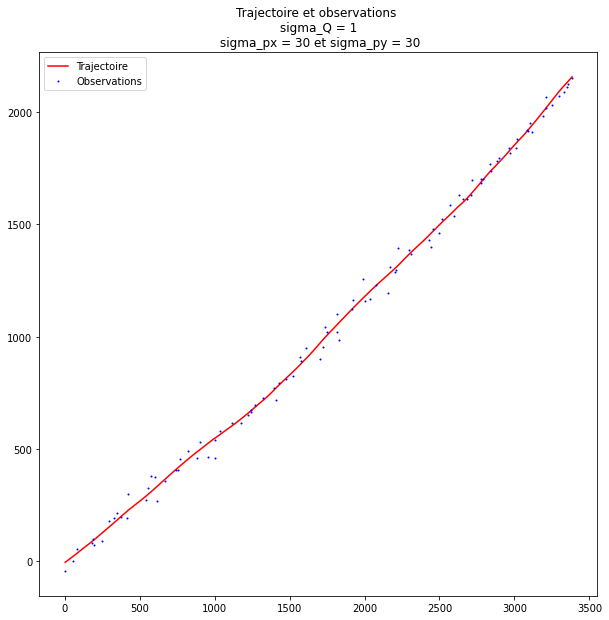 Trajectoire et observations
sigma_Q = 1
sigma_px = 30 et sigma_py = 30
Trajectoire
Observations
2000
1500
1000
500
0
0 500 1000 1500 2000 2500 3000 3500